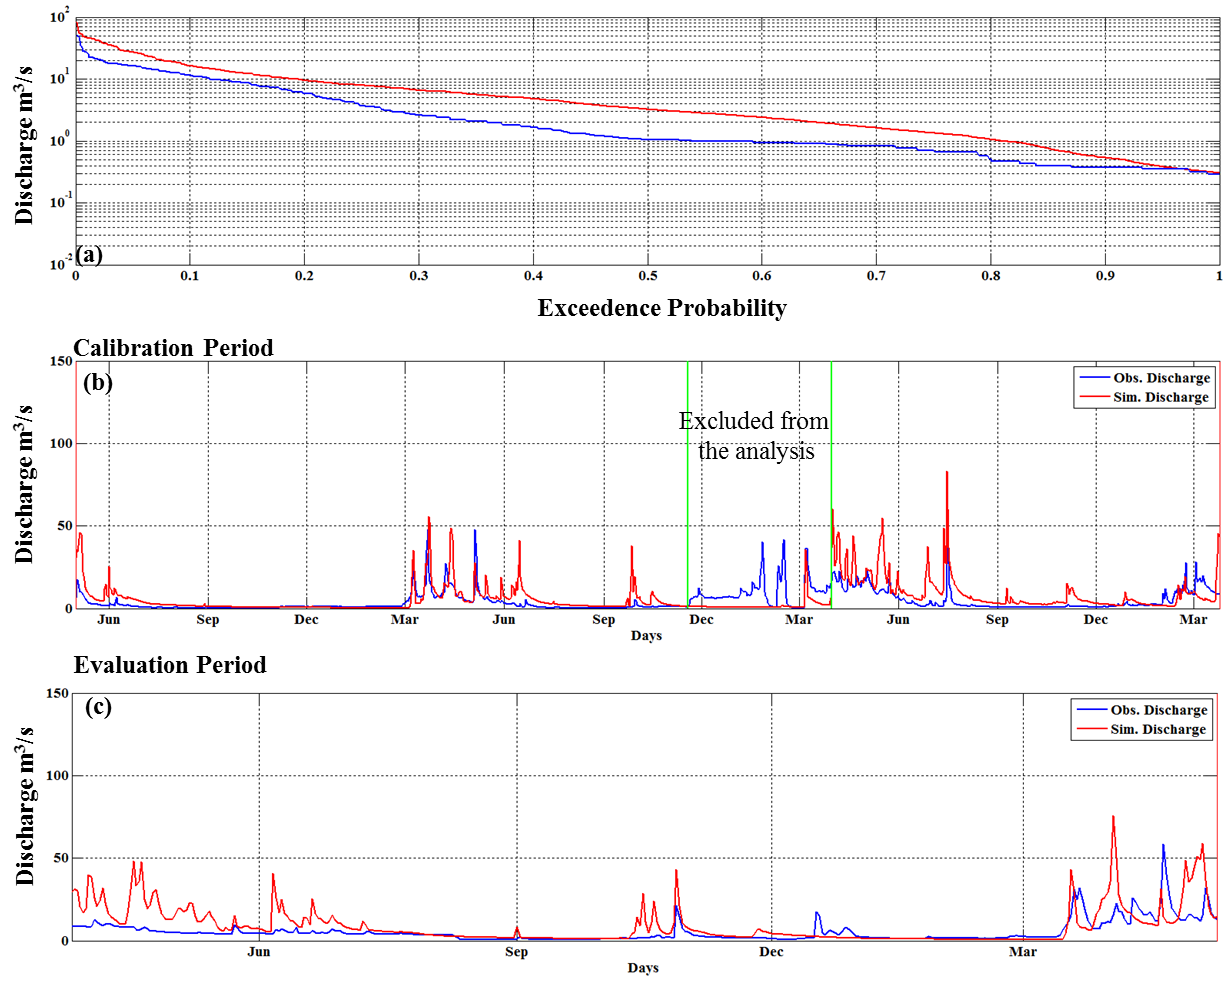 10^2
10^1
10^0
10^-1
10^-2
Discharge m³/s
(a)
0 0.1 0.2 0.3 0.4 0.5 0.6 0.7 0.8 0.9 1
Exceedence Probability
Calibration Period
(b)
150
100
50
0
Discharge m³/s
Obs. Discharge
Sim. Discharge
Excluded from
the analysis
Jun Sep Dec Mar Jun Sep Dec Mar Jun Sep Dec Mar
Days
Evaluation Period
(c)
150
100
50
0
Discharge m³/s
Obs. Discharge
Sim. Discharge
Jun Sep Dec Mar
Days